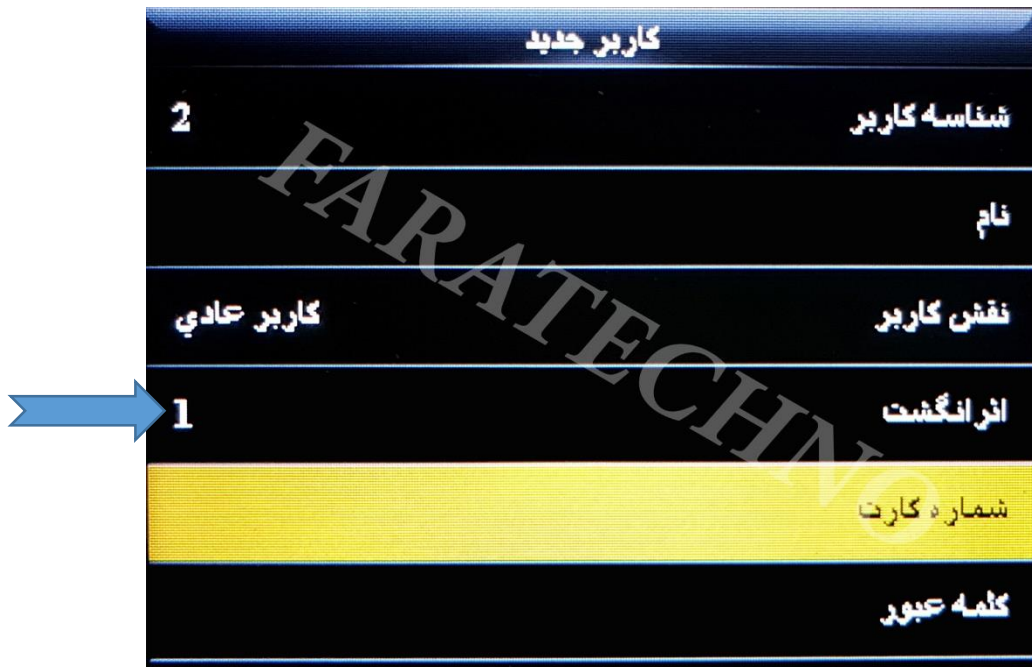 کاربر جدید
شناسه کاربر 2
نام
نقش کاربر کاربر عادي
اثر انگشت 1
شماره کارت
کلمه عبور
FARATECHNO